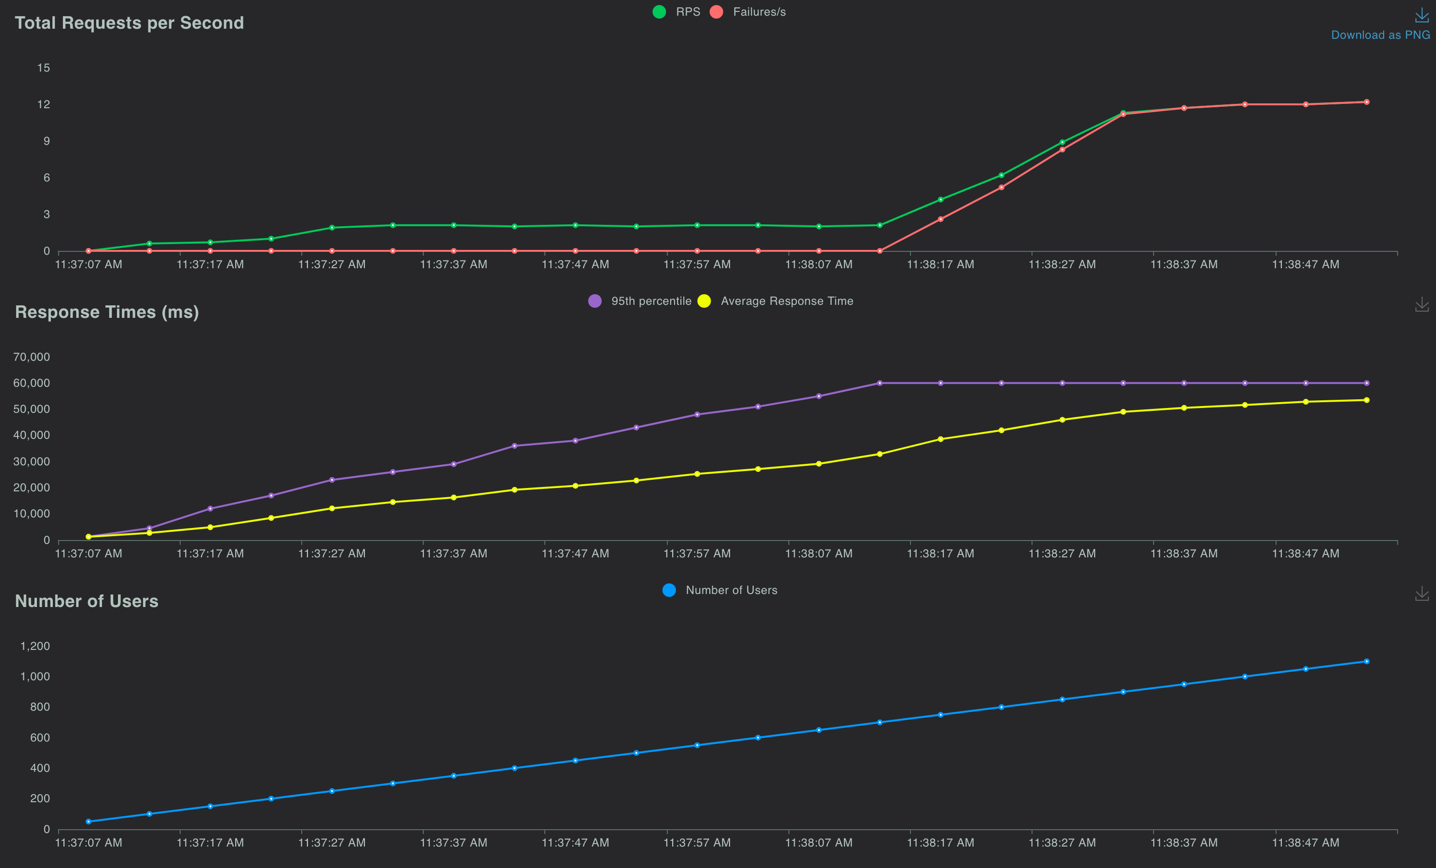 Total Requests per Second
RPS Failures/s
Download as PNG
15
12
9
6
3
0
11:37:07 AM 11:37:17 AM 11:37:27 AM 11:37:37 AM 11:37:47 AM 11:37:57 AM 11:38:07 AM 11:38:17 AM 11:38:27 AM 11:38:37 AM 11:38:47 AM
Response Times (ms)
95th percentile Average Response Time
70,000
60,000
50,000
40,000
30,000
20,000
10,000
0
11:37:07 AM 11:37:17 AM 11:37:27 AM 11:37:37 AM 11:37:47 AM 11:37:57 AM 11:38:07 AM 11:38:17 AM 11:38:27 AM 11:38:37 AM 11:38:47 AM
Number of Users
Number of Users
1,200
1,000
800
600
400
200
0
11:37:07 AM 11:37:17 AM 11:37:27 AM 11:37:37 AM 11:37:47 AM 11:37:57 AM 11:38:07 AM 11:38:17 AM 11:38:27 AM 11:38:37 AM 11:38:47 AM